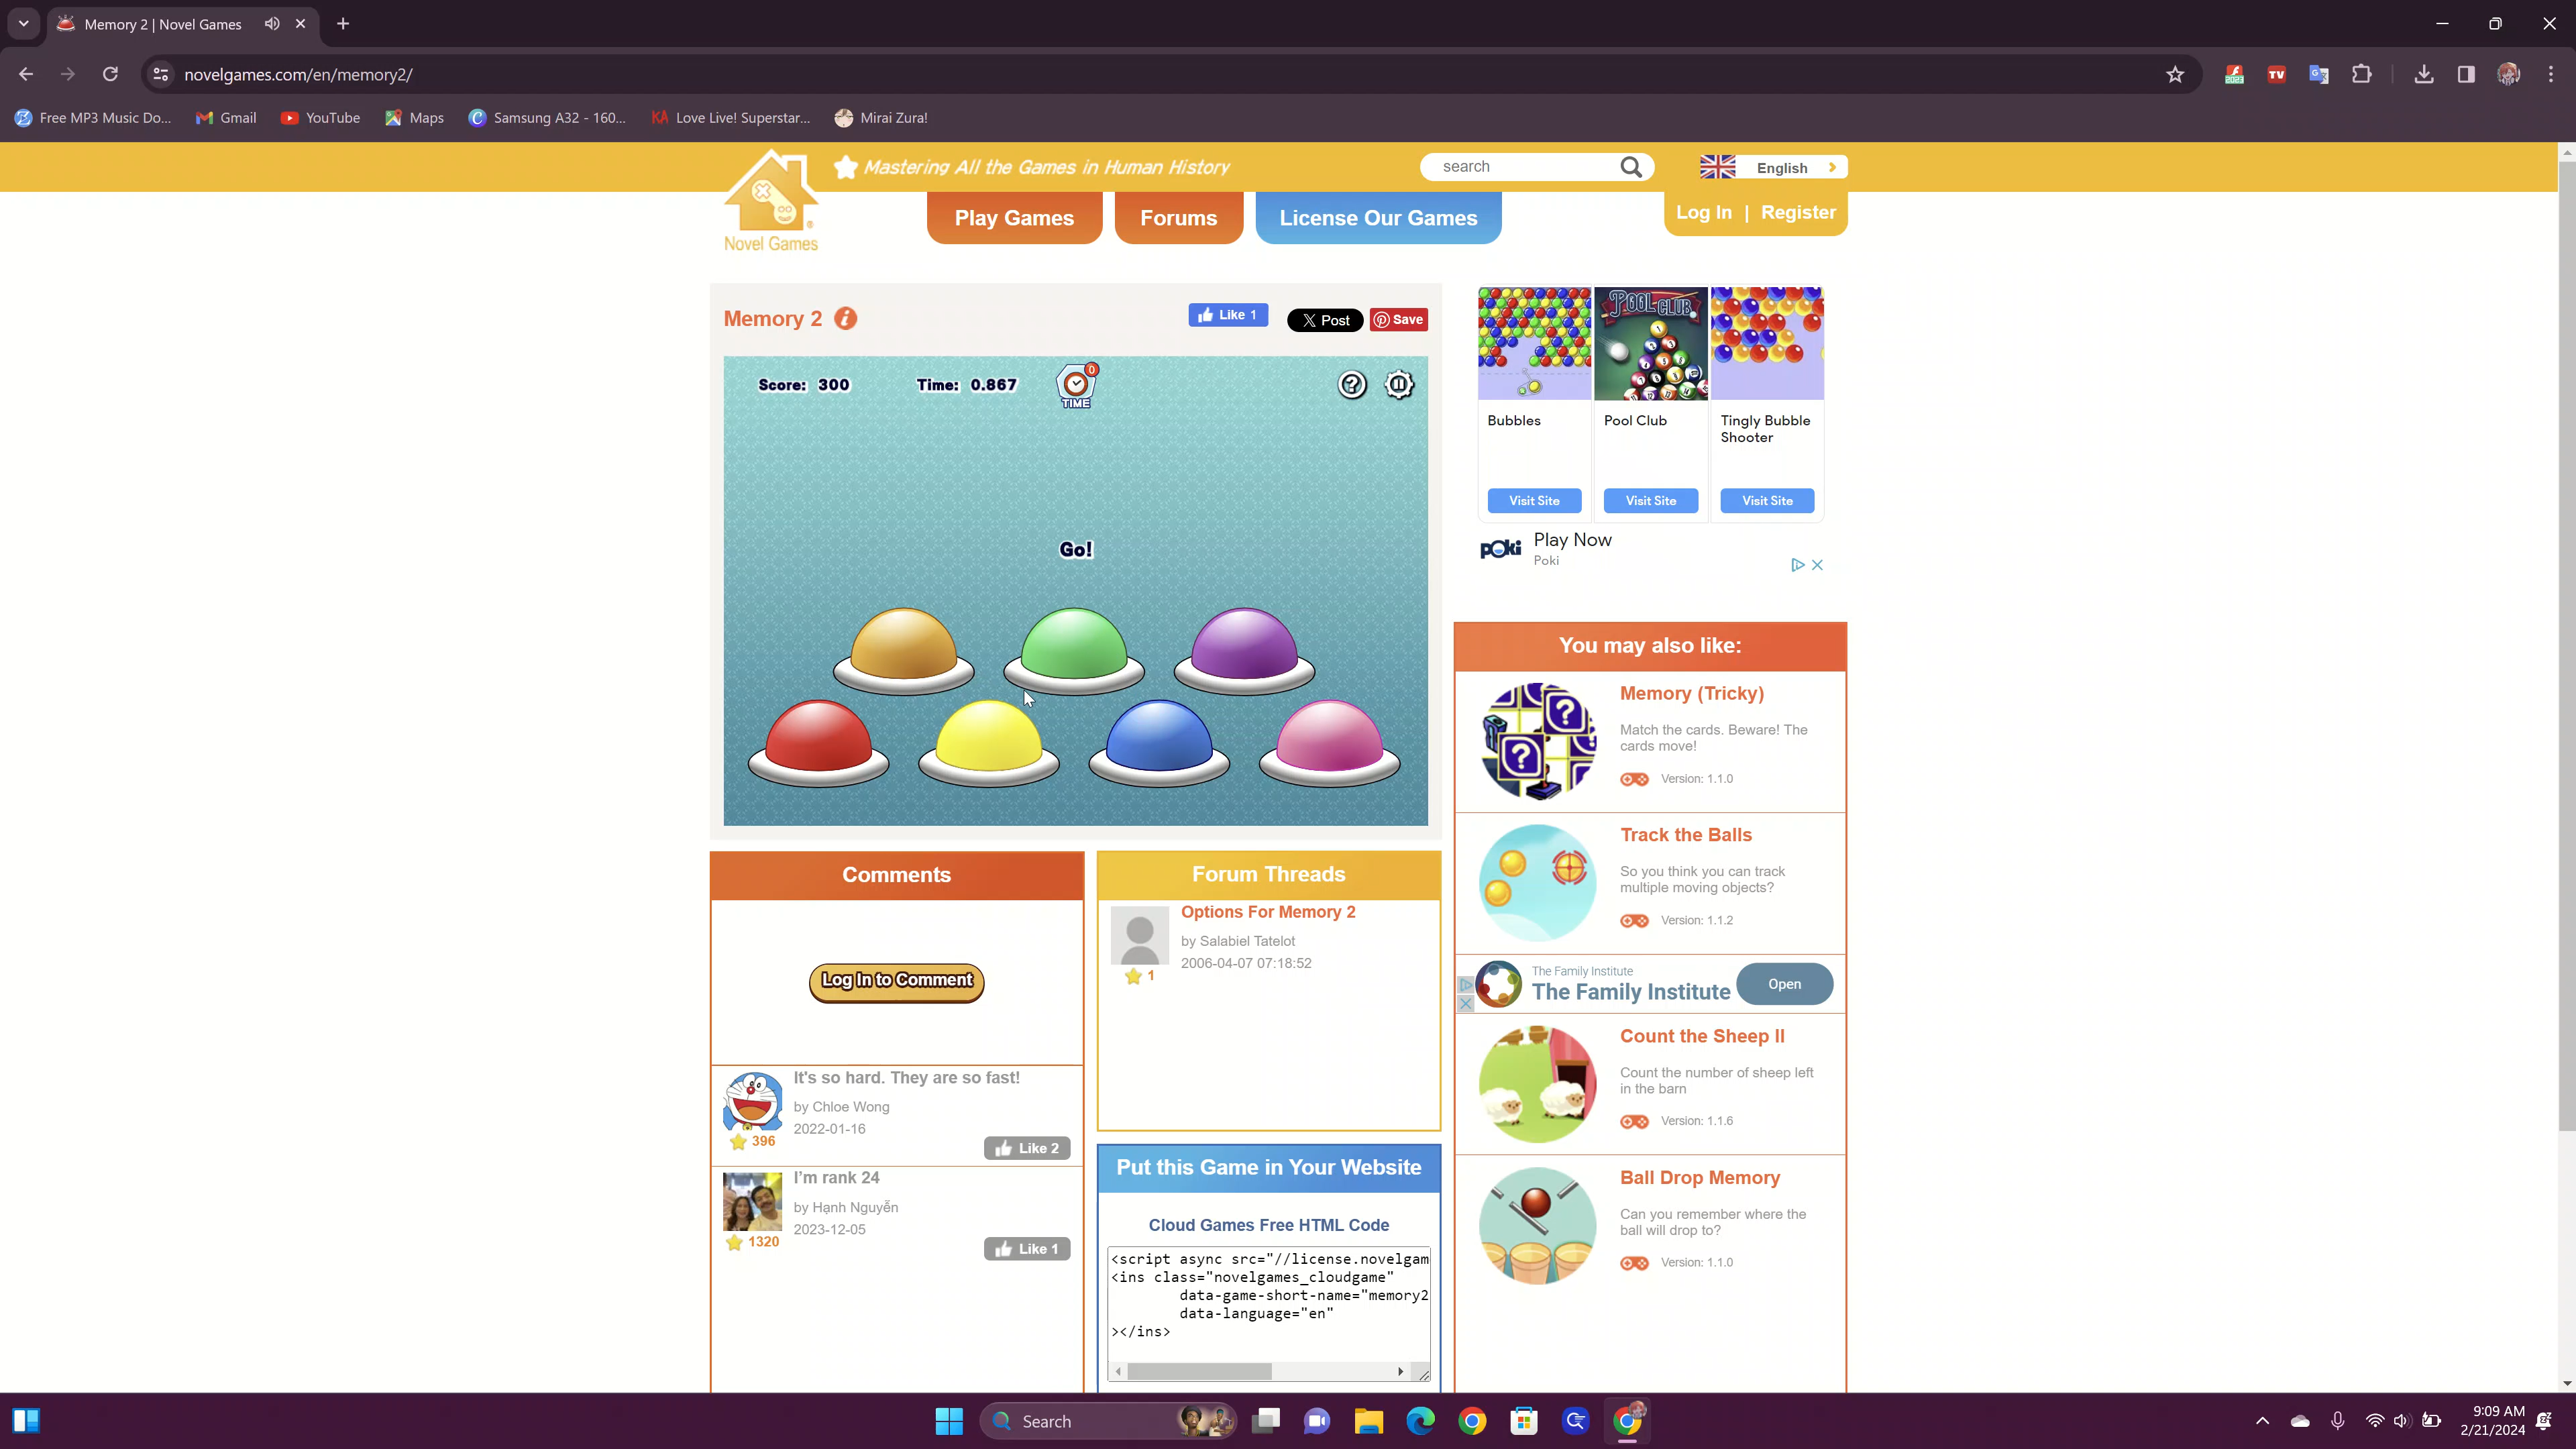 Memory 2 | Novel Games
novelgames.com/en/memory2/
Free MP3 Music Do...
Gmail
YouTube
Maps
Samsung A32 - 160...
Love Live! Superstar...
Mirai Zura!
Mastering All the Games in Human History
search
English
Novel Games
Play Games
Forums
License Our Games
Log In | Register
Memory 2
Like 1
X Post
Save
Score: 300
Time: 0.867
0
TIME
Go!
POOL CLUB
Bubbles
Pool Club
Tingly Bubble
Shooter
Visit Site
Visit Site
Visit Site
poki
Play Now
Poki
You may also like:
Memory (Tricky)
Match the cards. Beware! The
cards move!
Version: 1.1.0
Track the Balls
So you think you can track
multiple moving objects?
Version: 1.1.2
The Family Institute
The Family Institute
Open
Count the Sheep II
Count the number of sheep left
in the barn
Version: 1.1.6
Ball Drop Memory
Can you remember where the
ball will drop to?
Version: 1.1.0
Comments
Log In to Comment
It's so hard. They are so fast!
by Chloe Wong
2022-01-16
396
Like 2
I'm rank 24
by Hạnh Nguyễn
2023-12-05
1320
Like 1
Forum Threads
Options For Memory 2
by Salabiel Tatelot
2006-04-07 07:18:52
1
Put this Game in Your Website
Cloud Games Free HTML Code
<script async src="//license.novelgam
<ins class="novelgames_cloudgame"
data-game-short-name="memory2
data-language="en"
></ins>
Search
9:09 AM
2/21/2024